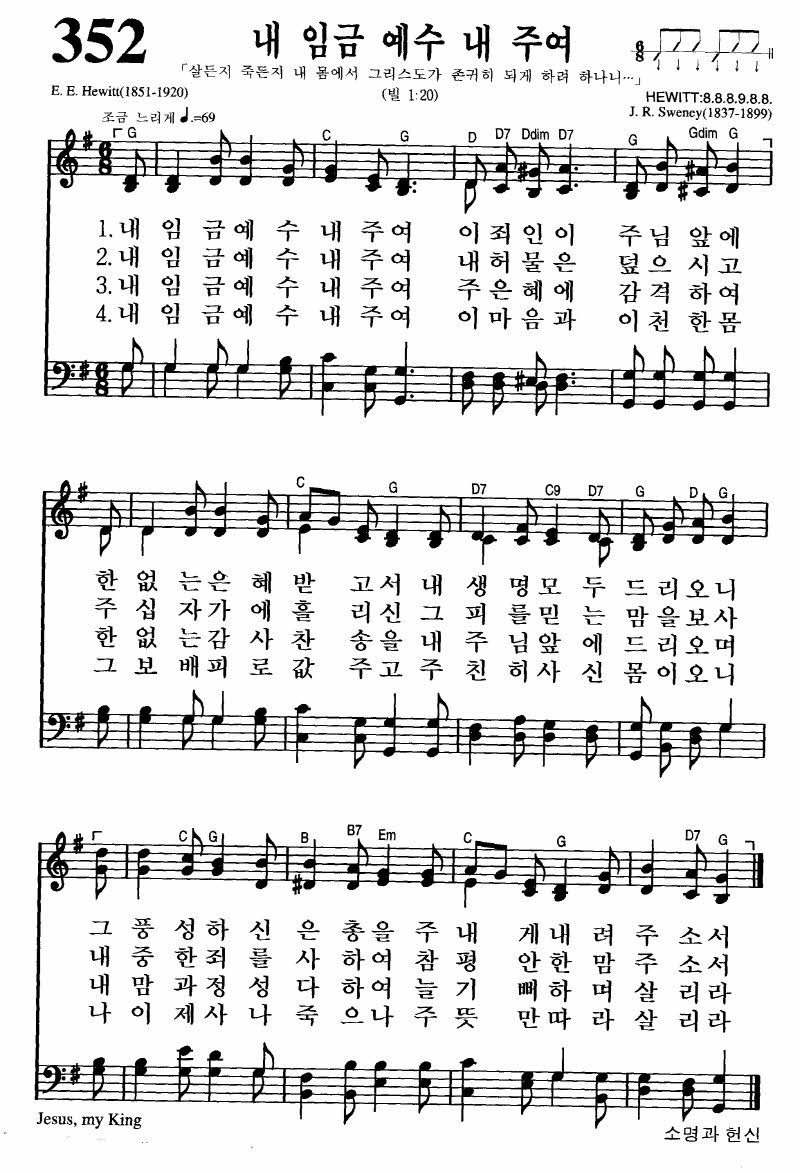 352
내 임금 예수 내 주여
「살든지 죽든지 내 몸에서 그리스도가 존귀히 되게 하려 하나니…」
E. E. Hewitt(1851-1920)
(빌 1:20)
HEWITT:8.8.8.9.8.8.
J. R. Sweney(1837-1899)
조금 느리게 ♩.=69
G C G D D7 Ddim D7 G Gdim G
6/8
1. 내 임 금 예 수 내 주 여 이 죄 인 이 주 님 앞 에
2. 내 임 금 예 수 내 주 여 내 허 물 은 덮 으 시 고
3. 내 임 금 예 수 내 주 여 주 은 혜 에 감 격 하 여
4. 내 임 금 예 수 내 주 여 이 마 음 과 이 천 한 몸
C G D7 C9 D7 G D G
한 없 는 은 혜 받 고 서 내 생 명 모 두 드 리 오 니
주 십 자 가 에 흘 리 신 그 피 를 믿 는 맘 을 보 사
한 없 는 감 사 찬 송 을 내 주 님 앞 에 드 리 오 며
그 보 배 피 로 값 주 고 주 친 히 사 신 몸 이 오 니
C G B B7 Em C G D7 G
그 풍 성 하 신 은 총 을 주 내 게 내 려 주 소 서
내 중 한 죄 를 사 하 여 참 평 안 한 맘 주 소 서
내 맘 과 정 성 다 하 여 늘 기 뻐 하 며 살 리 라
나 이 제 사 나 죽 으 나 주 뜻 만 따 라 살 리 라
Jesus, my King
소명과 헌신